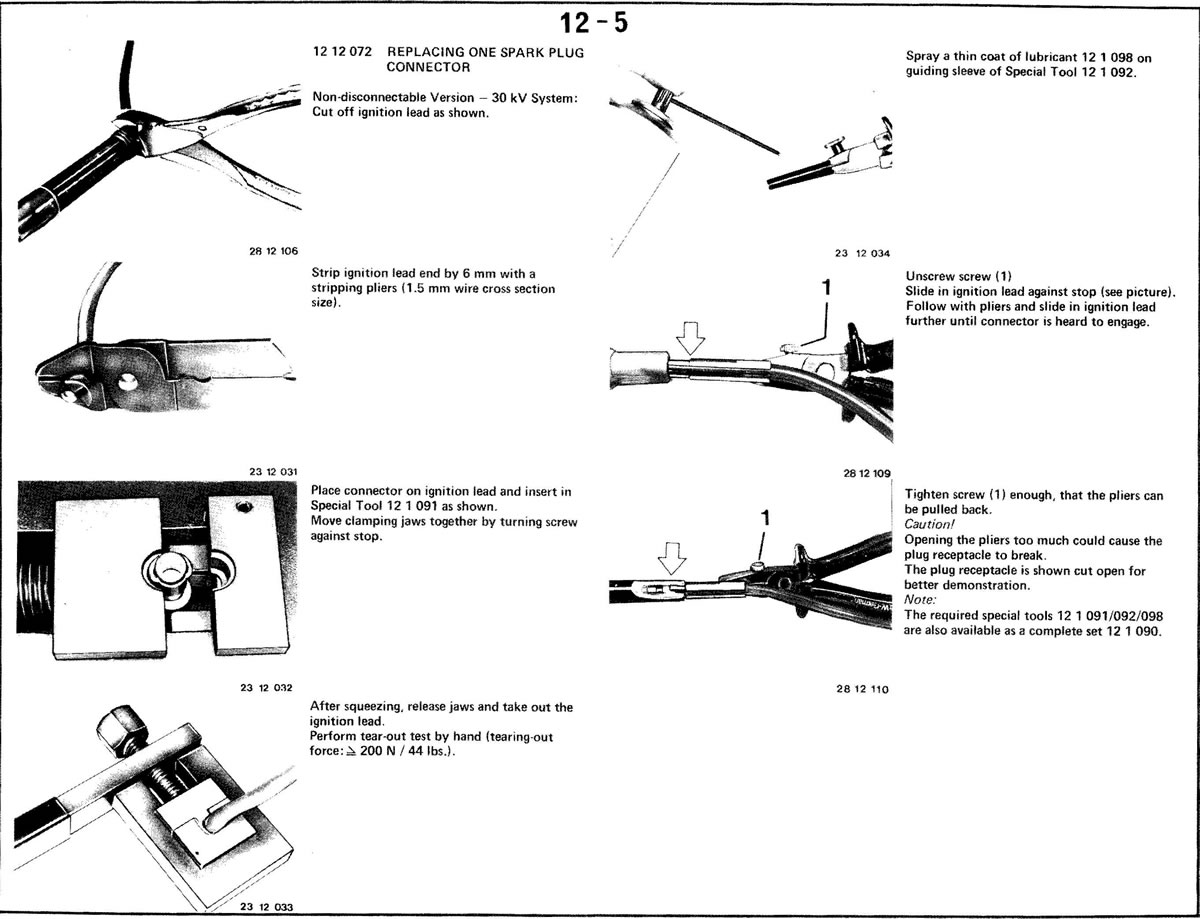 12 - 5
12 12 072 REPLACING ONE SPARK PLUG
CONNECTOR
Non-disconnectable Version – 30 kV System:
Cut off ignition lead as shown.
28 12 106
Strip ignition lead end by 6 mm with a
stripping pliers (1.5 mm wire cross section
size).
23 12 031
Place connector on ignition lead and insert in
Special Tool 12 1 091 as shown.
Move clamping jaws together by turning screw
against stop.
23 12 032
After squeezing, release jaws and take out the
ignition lead.
Perform tear-out test by hand (tearing-out
force: ≥ 200 N / 44 lbs.).
23 12 033
Spray a thin coat of lubricant 12 1 098 on
guiding sleeve of Special Tool 12 1 092.
23 12 034
Unscrew screw (1)
Slide in ignition lead against stop (see picture).
Follow with pliers and slide in ignition lead
further until connector is heard to engage.
1
28 12 109
Tighten screw (1) enough, that the pliers can
be pulled back.
Caution!
Opening the pliers too much could cause the
plug receptacle to break.
The plug receptacle is shown cut open for
better demonstration.
Note:
The required special tools 12 1 091/092/098
are also available as a complete set 12 1 090.
1
28 12 110